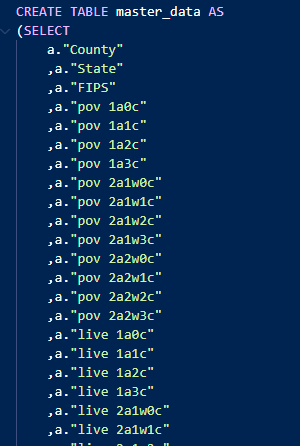 CREATE TABLE master_data AS
(SELECT
a."County"
,a."State"
,a."FIPS"
,a."pov 1a0c"
,a."pov 1a1c"
,a."pov 1a2c"
,a."pov 1a3c"
,a."pov 2a1w0c"
,a."pov 2a1w1c"
,a."pov 2a1w2c"
,a."pov 2a1w3c"
,a."pov 2a2w0c"
,a."pov 2a2w1c"
,a."pov 2a2w2c"
,a."pov 2a2w3c"
,a."live 1a0c"
,a."live 1a1c"
,a."live 1a2c"
,a."live 1a3c"
,a."live 2a1w0c"
,a."live 2a1w1c"